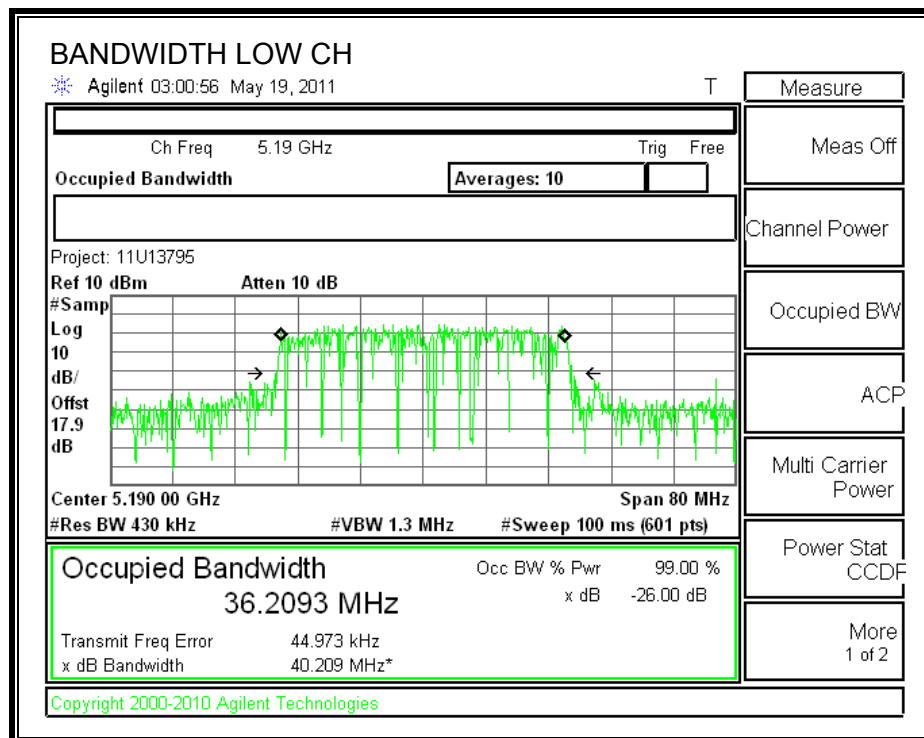 BANDWIDTH LOW CH
Agilent 03:00:56 May 19, 2011 T
Measure
Ch Freq 5.19 GHz Trig Free
Meas Off
Occupied Bandwidth Averages: 10
Channel Power
Project: 11U13795
Ref 10 dBm Atten 10 dB
#Samp
Log
10
dB/
Offst
17.9
dB
Occupied BW
ACP
Multi Carrier
Power
Center 5.190 00 GHz Span 80 MHz
#Res BW 430 kHz #VBW 1.3 MHz #Sweep 100 ms (601 pts)
Power Stat
CCDF
Occupied Bandwidth Occ BW % Pwr 99.00 %
36.2093 MHz x dB -26.00 dB
Transmit Freq Error 44.973 kHz
x dB Bandwidth 40.209 MHz*
More
1 of 2
Copyright 2000-2010 Agilent Technologies